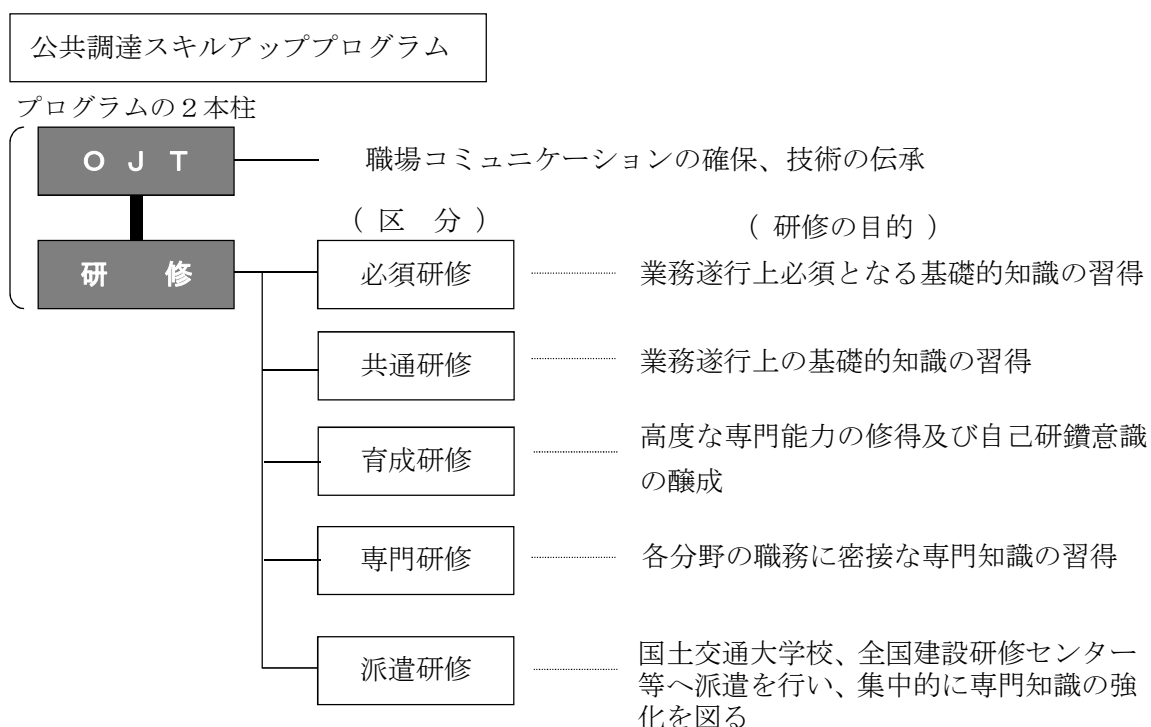 公共調達スキルアッププログラム
プログラムの２本柱
ＯＪＴ
職場コミュニケーションの確保、技術の伝承
（ 区　分 ）
（ 研修の目的 ）
研　修
必須研修
業務遂行上必須となる基礎的知識の習得
共通研修
業務遂行上の基礎的知識の習得
育成研修
高度な専門能力の修得及び自己研鑽意識
の醸成
専門研修
各分野の職務に密接な専門知識の習得
派遣研修
国土交通大学校、全国建設研修センター
等へ派遣を行い、集中的に専門知識の強
化を図る